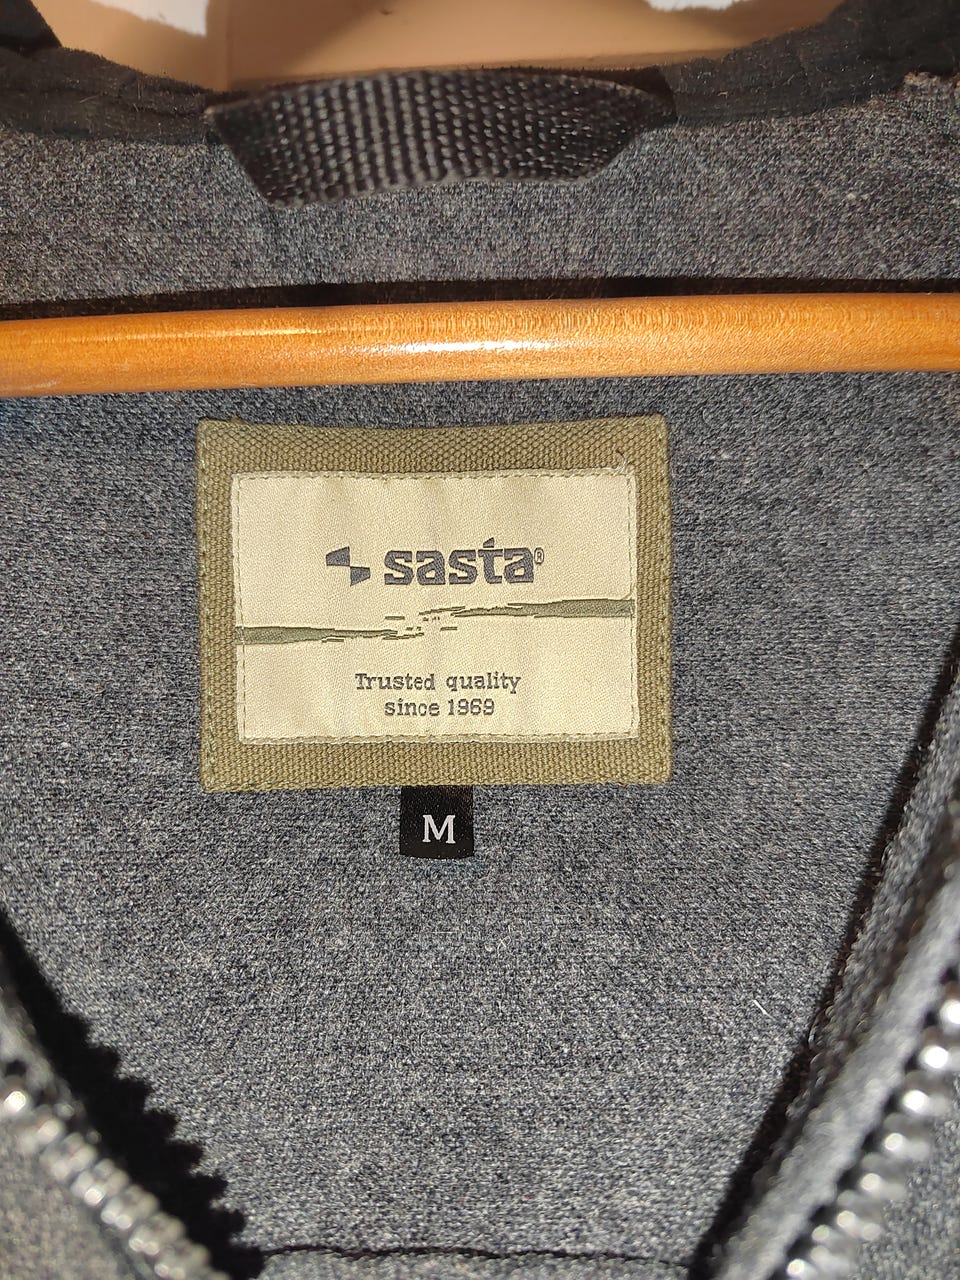 sasta®
Trusted quality
since 1969
M